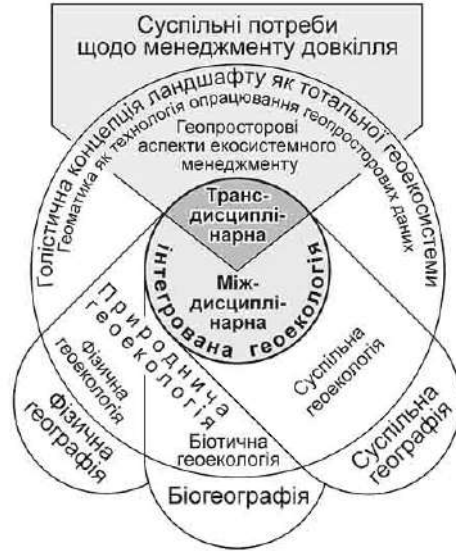 Суспільні потреби
щодо менеджменту довкілля
Голістична концепція ландшафту як тотальної геоекосистеми
Геоматика як технологія опрацювання геопросторових даних
Геопросторові
аспекти екосистемного
менеджменту
Транс-
дисциплі-
нарна
Між-
дисциплі-
нарна
інтегрована геоекологія
Природнича
геоекологія
Фізична
геоекологія
Фізична
географія
Біотична
геоекологія
Біогеографія
Суспільна
геоекологія
Суспільна
географія